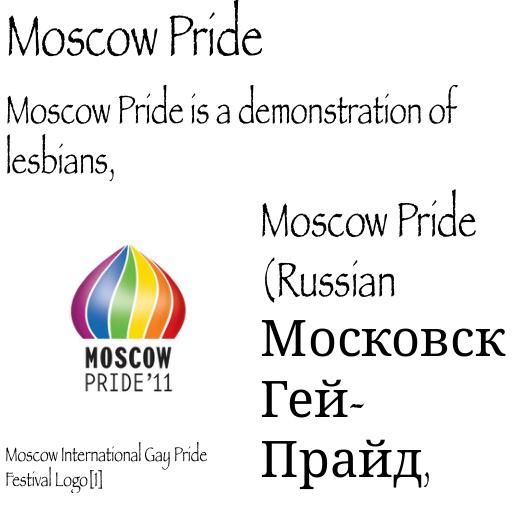 Moscow Pride
Moscow Pride is a demonstration of
lesbians,
Moscow Pride
(Russian
Московск
Гей-
Прайд,
MOSCOW
PRIDE'11
Moscow International Gay Pride
Festival Logo[1]